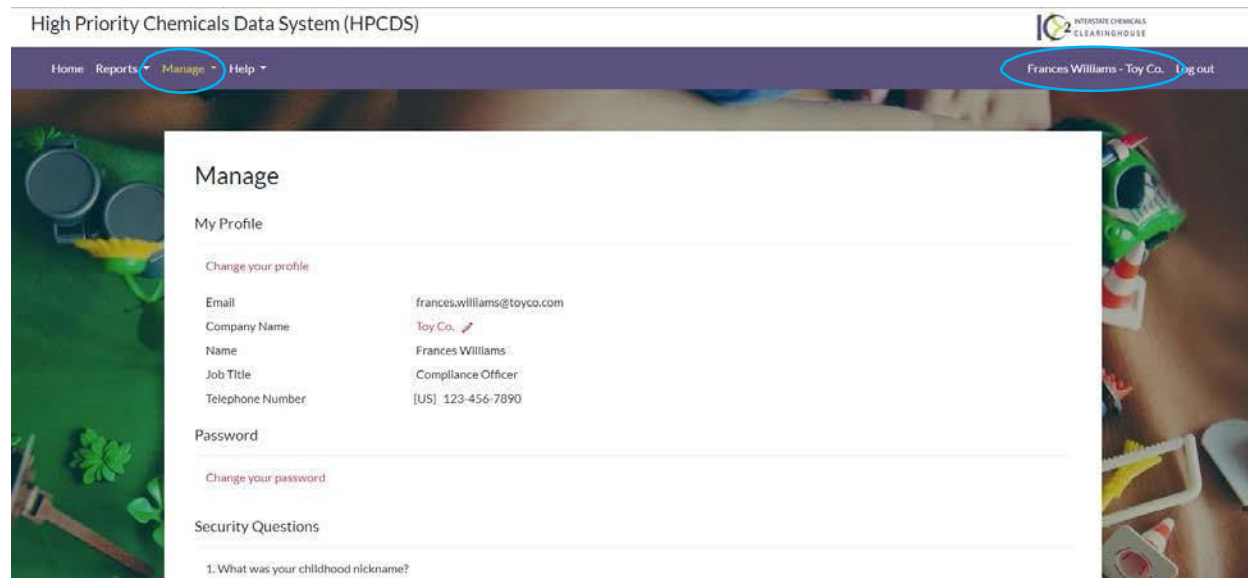 High Priority Chemicals Data System (HPCDS)
IC2 INTERSTATE CHEMICALS
CLEARINGHOUSE
Home Reports Manage Help Frances Williams - Toy Co. Log out
Manage
My Profile
Change your profile
Email frances.williams@toyco.com
Company Name Toy Co.
Name Frances Williams
Job Title Compliance Officer
Telephone Number [US] 123-456-7890
Password
Change your password
Security Questions
1. What was your childhood nickname?